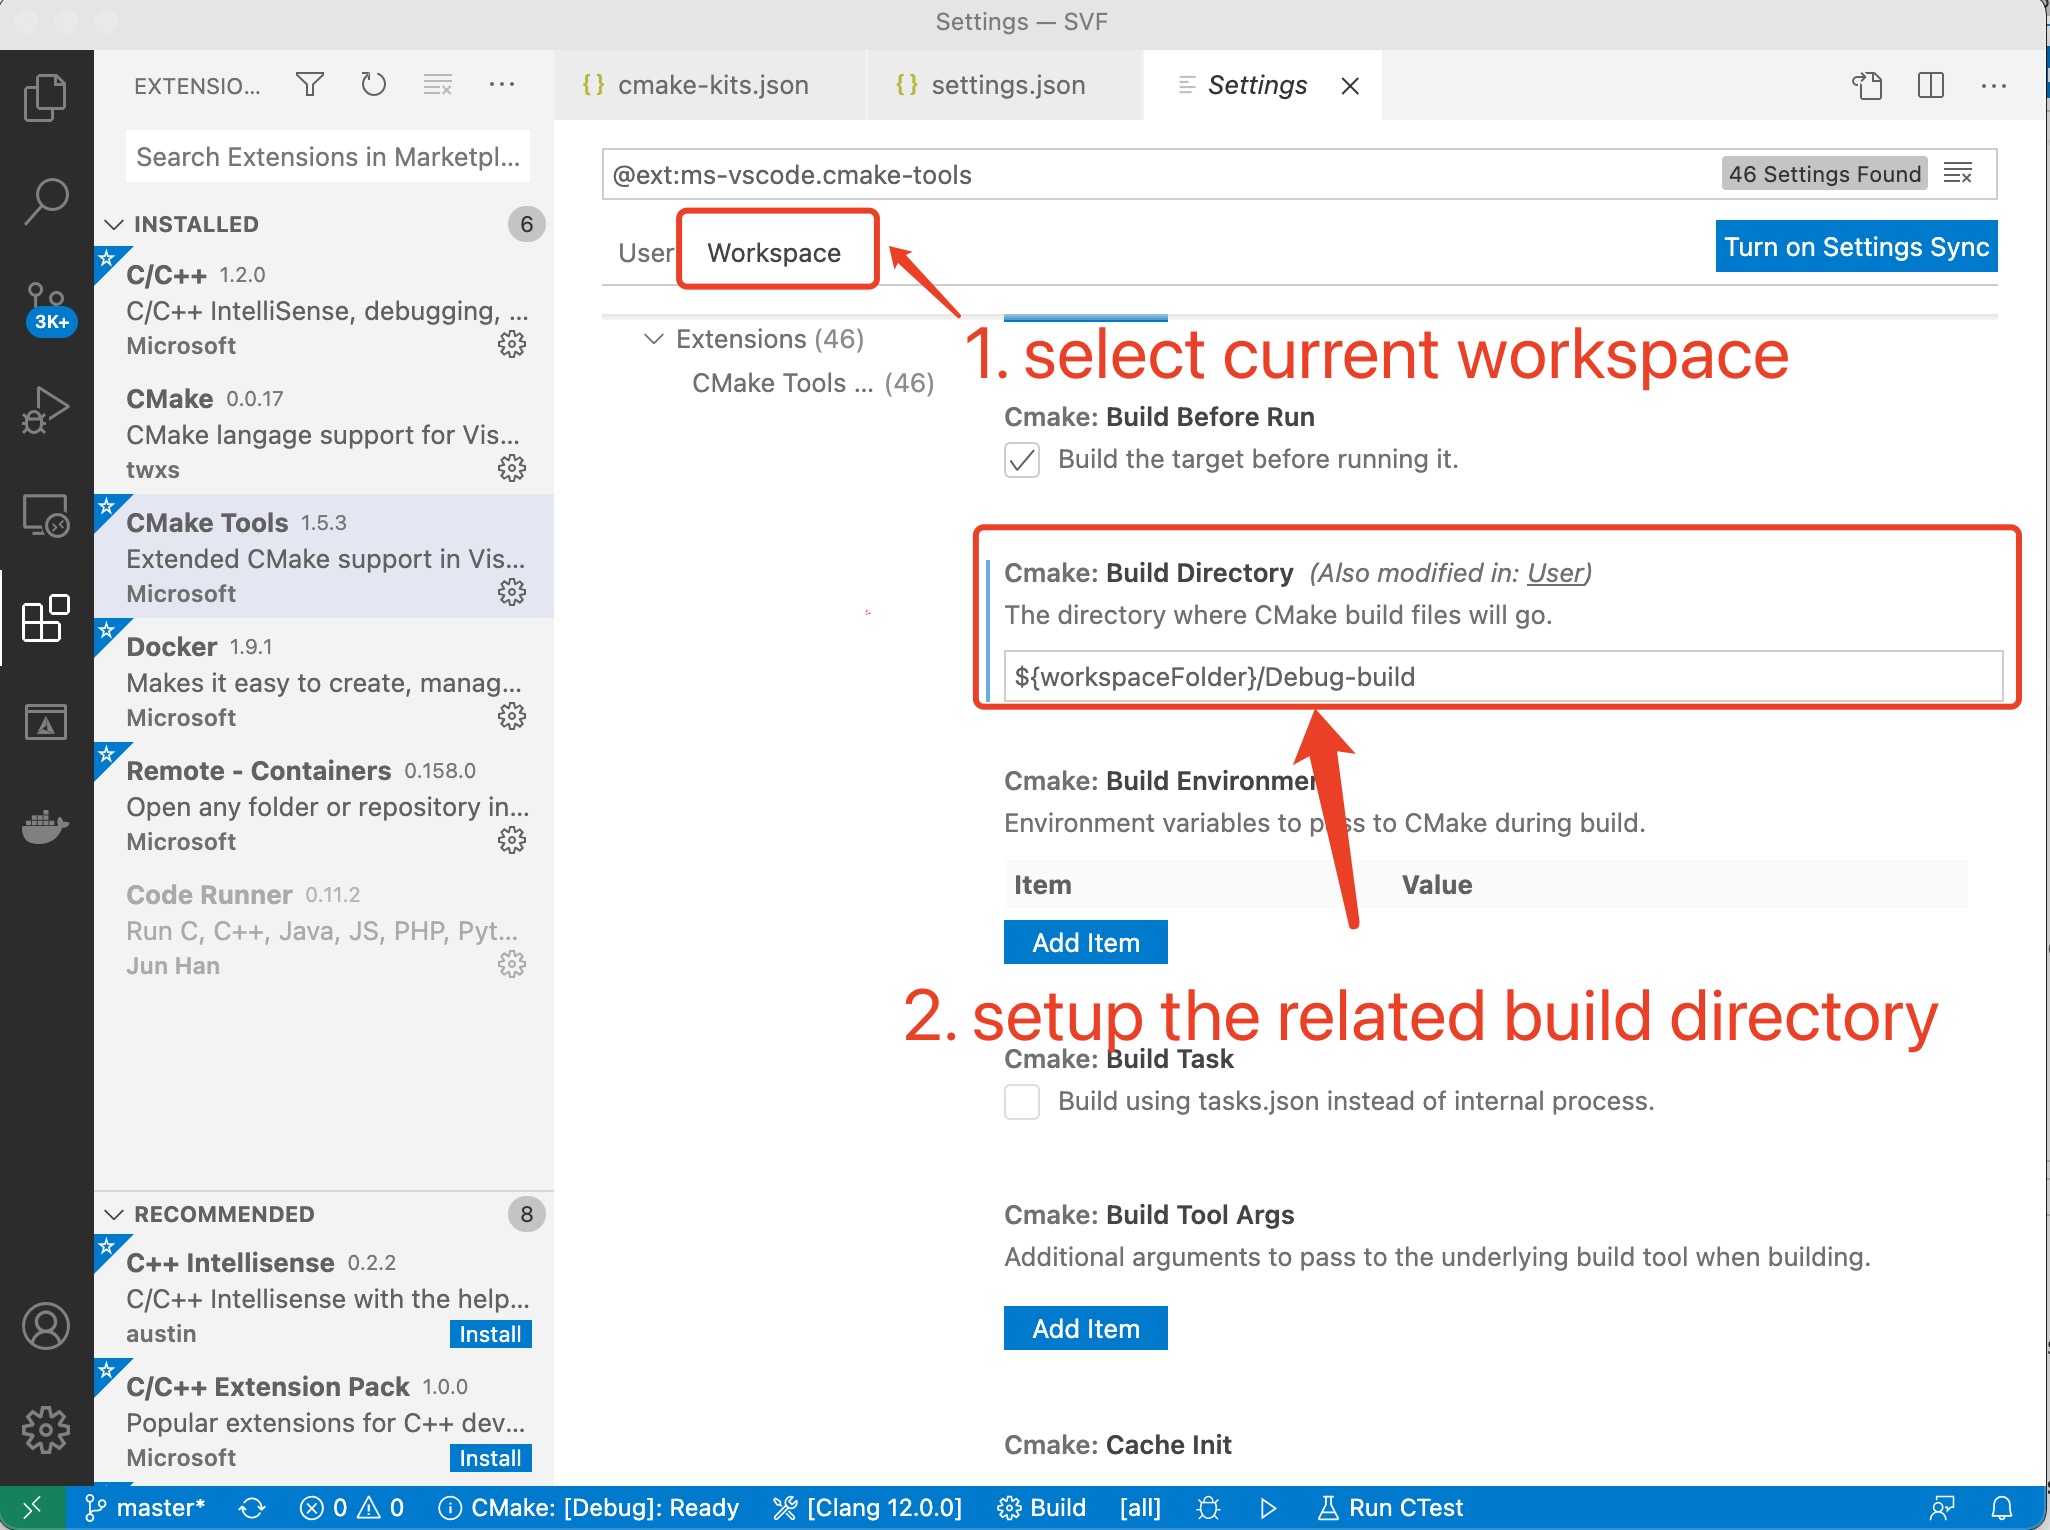 Settings — SVF
EXTENSIO...
cmake-kits.json
settings.json
Settings
Search Extensions in Marketpl...
@ext:ms-vscode.cmake-tools
46 Settings Found
INSTALLED
6
User
Workspace
Turn on Settings Sync
C/C++ 1.2.0
C/C++ IntelliSense, debugging, ...
Microsoft
3K+
CMake 0.0.17
CMake langage support for Vis...
twxs
CMake Tools 1.5.3
Extended CMake support in Vis...
Microsoft
Docker 1.9.1
Makes it easy to create, manag...
Microsoft
Remote - Containers 0.158.0
Open any folder or repository in...
Microsoft
Code Runner 0.11.2
Run C, C++, Java, JS, PHP, Pyt...
Jun Han
RECOMMENDED
8
C++ Intellisense 0.2.2
C/C++ Intellisense with the help...
austin
Install
C/C++ Extension Pack 1.0.0
Popular extensions for C++ dev...
Microsoft
Install
Extensions (46)
CMake Tools ... (46)
1. select current workspace
Cmake: Build Before Run
Build the target before running it.
Cmake: Build Directory (Also modified in: User)
The directory where CMake build files will go.
${workspaceFolder}/Debug-build
Cmake: Build Environmen
Environment variables to pass to CMake during build.
Item Value
Add Item
2. setup the related build directory
Cmake: Build Task
Build using tasks.json instead of internal process.
Cmake: Build Tool Args
Additional arguments to pass to the underlying build tool when building.
Add Item
Cmake: Cache Init
master* 0 0 CMake: [Debug]: Ready [Clang 12.0.0] Build [all] Run CTest